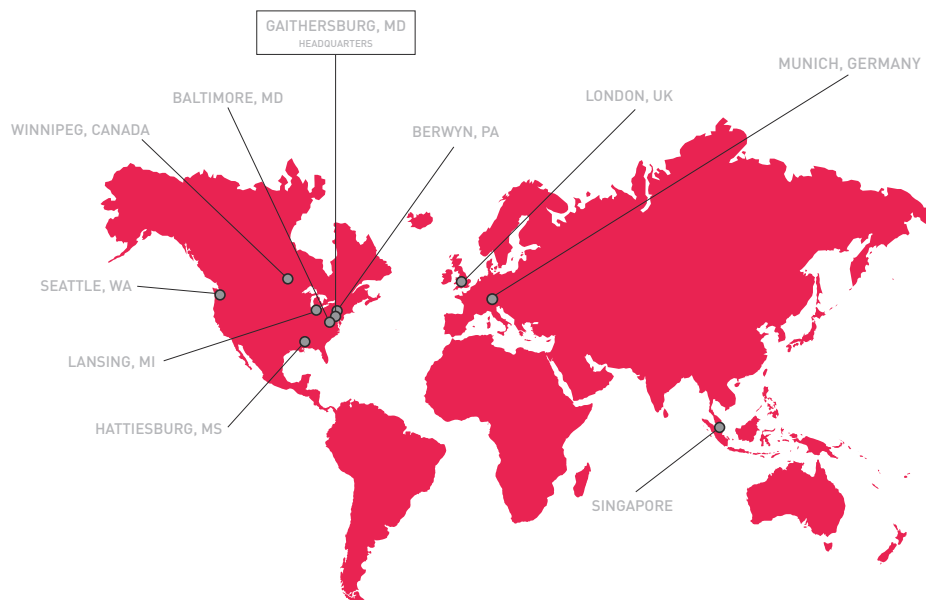 GAITHERSBURG, MD
HEADQUARTERS
MUNICH, GERMANY
BALTIMORE, MD
LONDON, UK
WINNIPEG, CANADA
BERWYN, PA
SEATTLE, WA
LANSING, MI
HATTIESBURG, MS
SINGAPORE